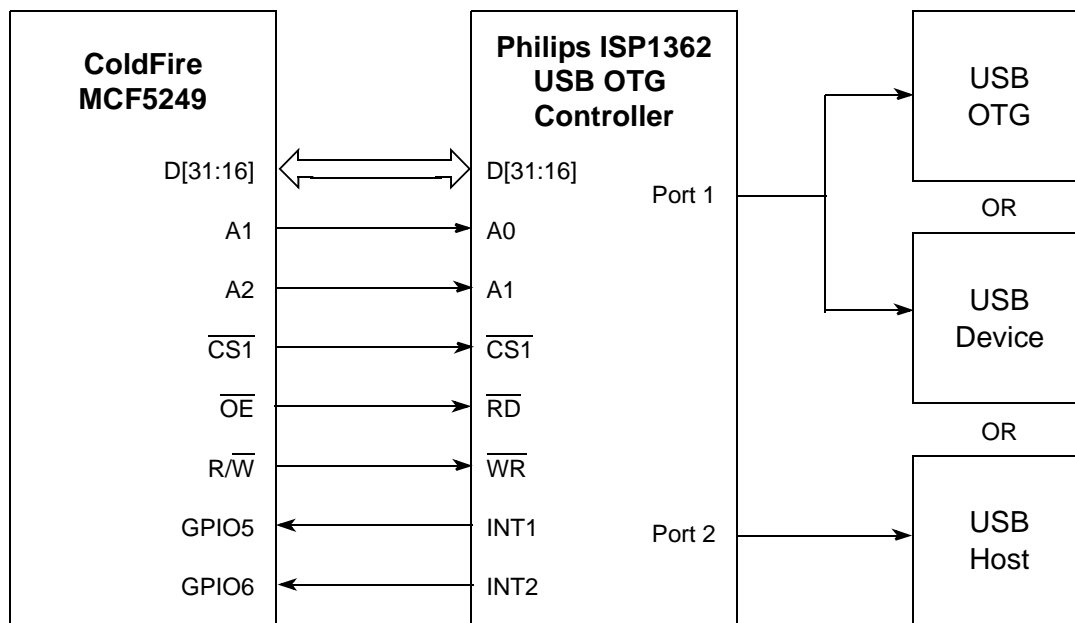 ColdFire
MCF5249
D[31:16]
A1
A2
CS1
OE
R/W
GPIO5
GPIO6
Philips ISP1362
USB OTG
Controller
D[31:16]
A0
A1
CS1
RD
WR
INT1
INT2
Port 1
Port 2
USB
OTG
OR
USB
Device
OR
USB
Host